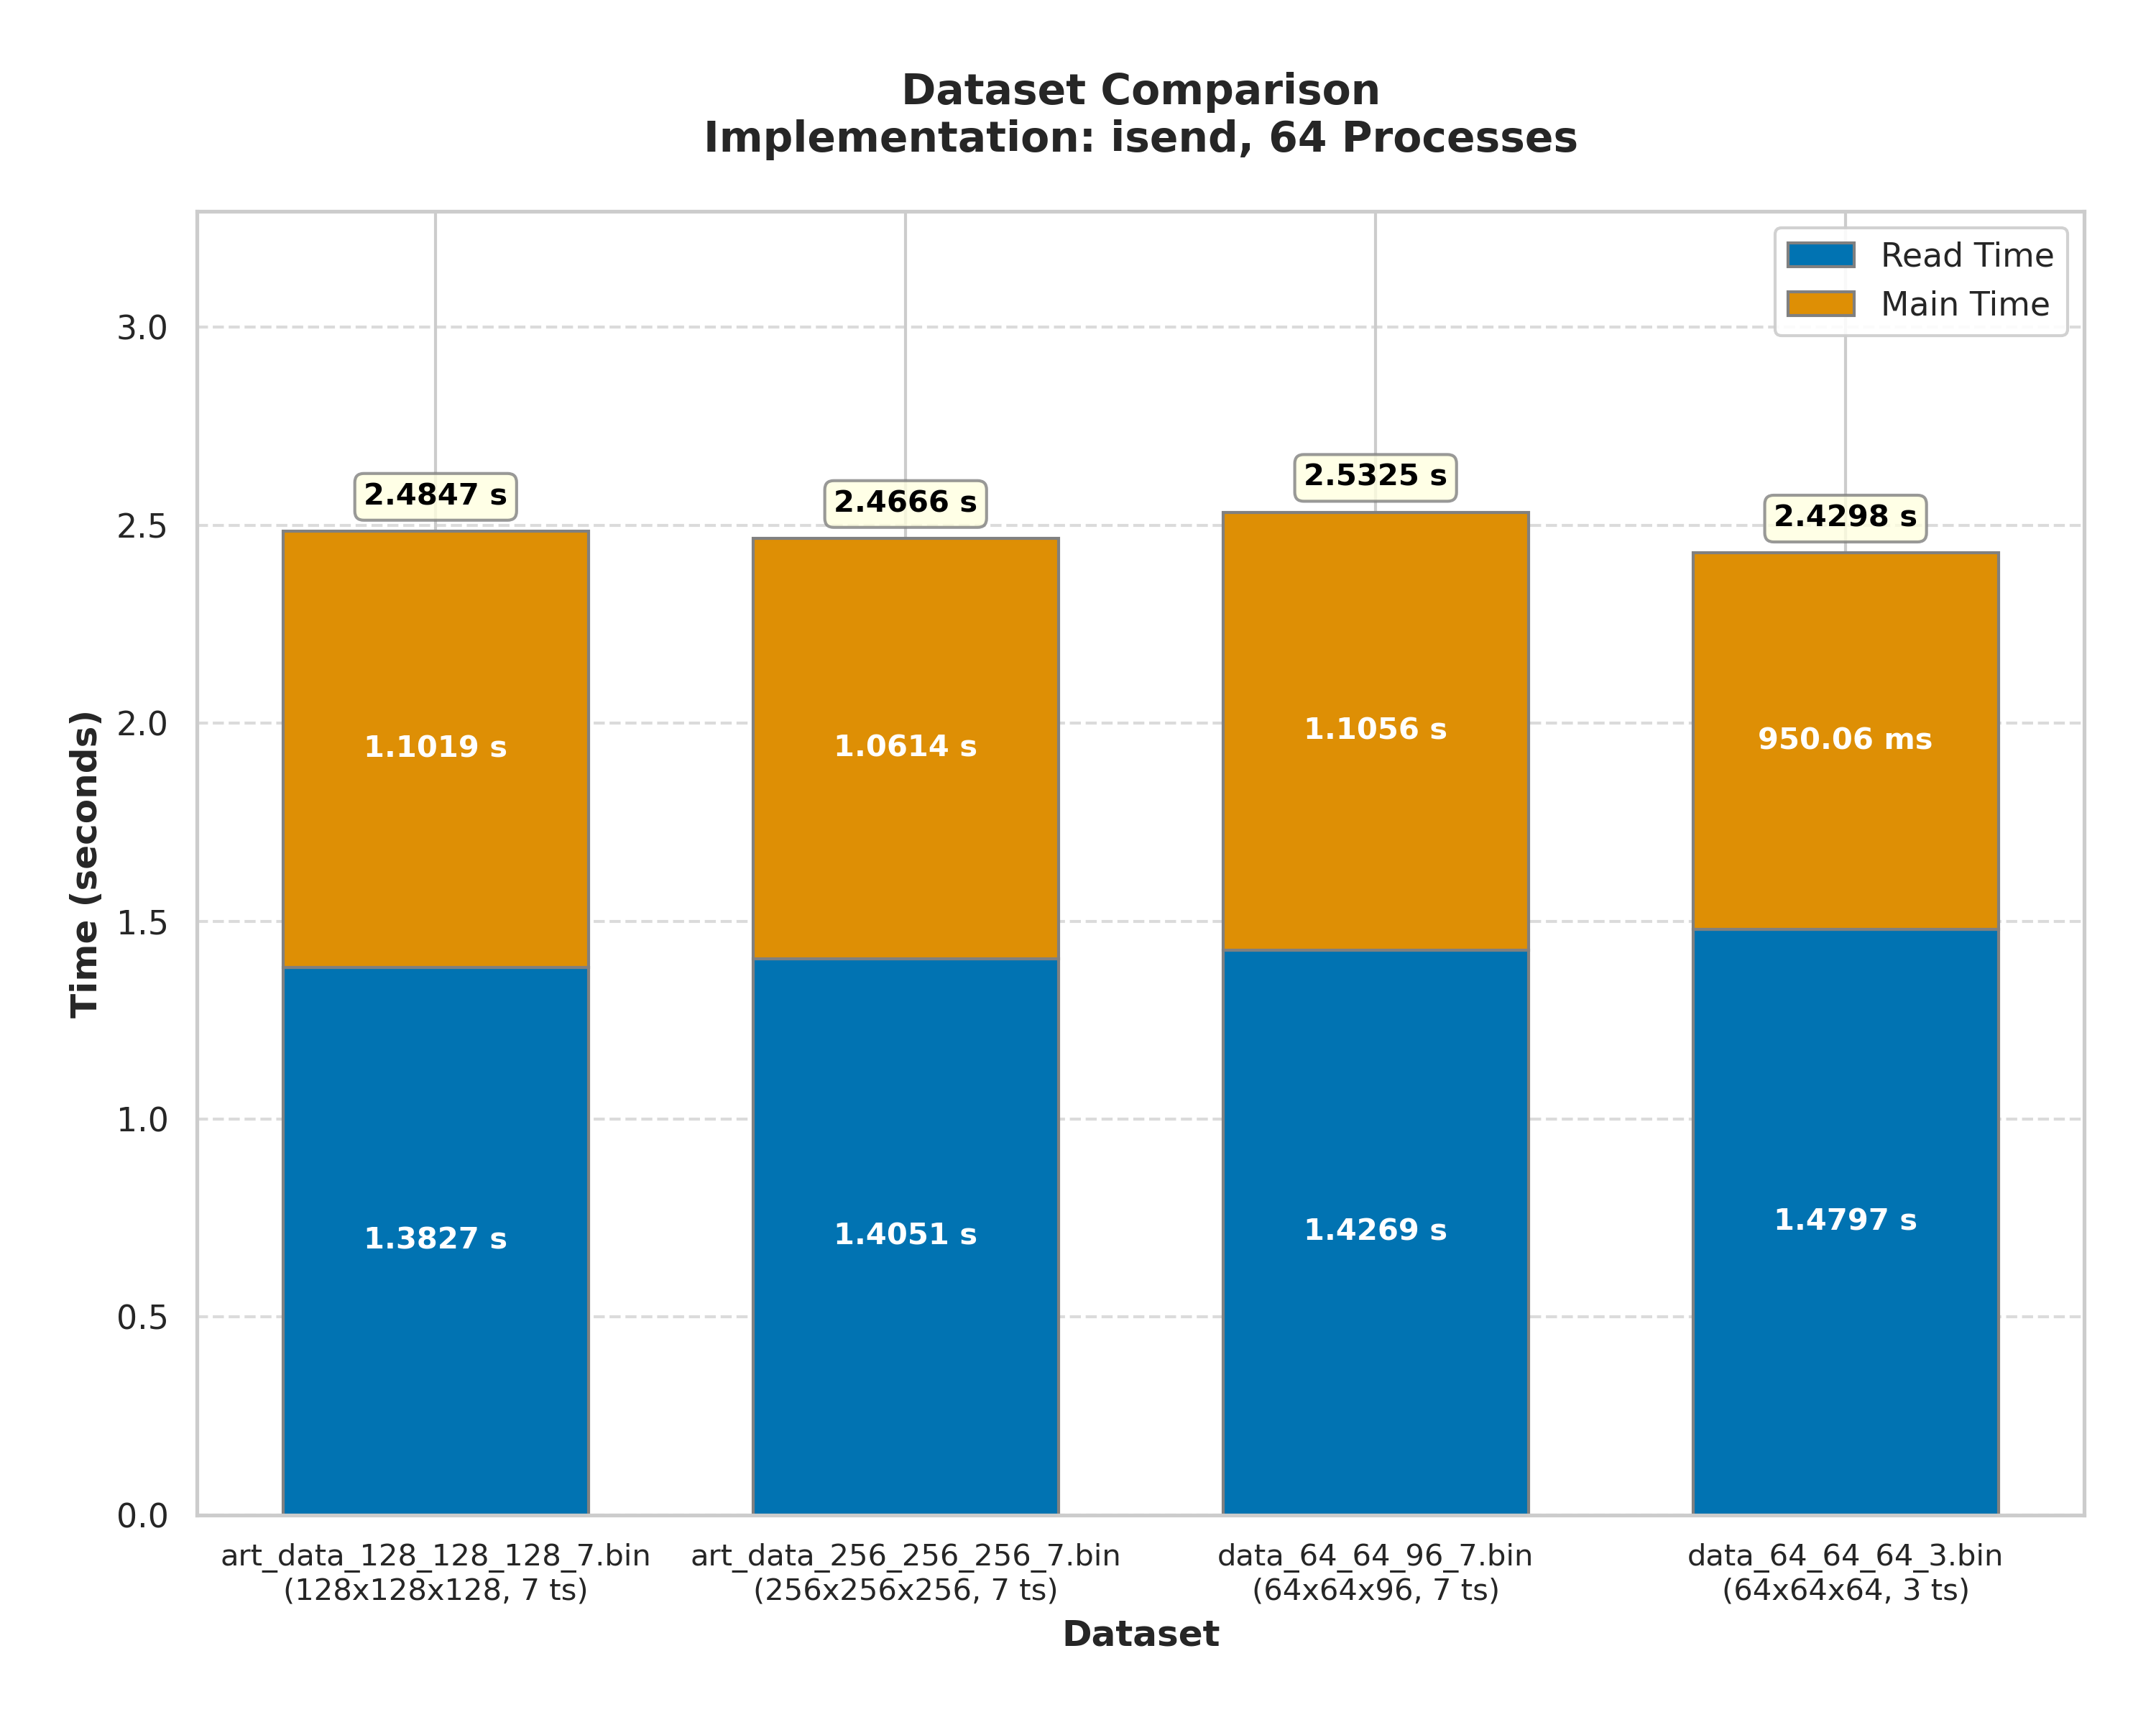 Dataset Comparison
Implementation: isend, 64 Processes
Read Time
Main Time
3.0
2.5
2.0
1.5
1.0
0.5
0.0
Time (seconds)
2.4847 s
2.4666 s
2.5325 s
2.4298 s
1.1019 s
1.0614 s
1.1056 s
950.06 ms
1.3827 s
1.4051 s
1.4269 s
1.4797 s
art_data_128_128_128_7.bin
(128x128x128, 7 ts)
art_data_256_256_256_7.bin
(256x256x256, 7 ts)
data_64_64_96_7.bin
(64x64x96, 7 ts)
data_64_64_64_3.bin
(64x64x64, 3 ts)
Dataset